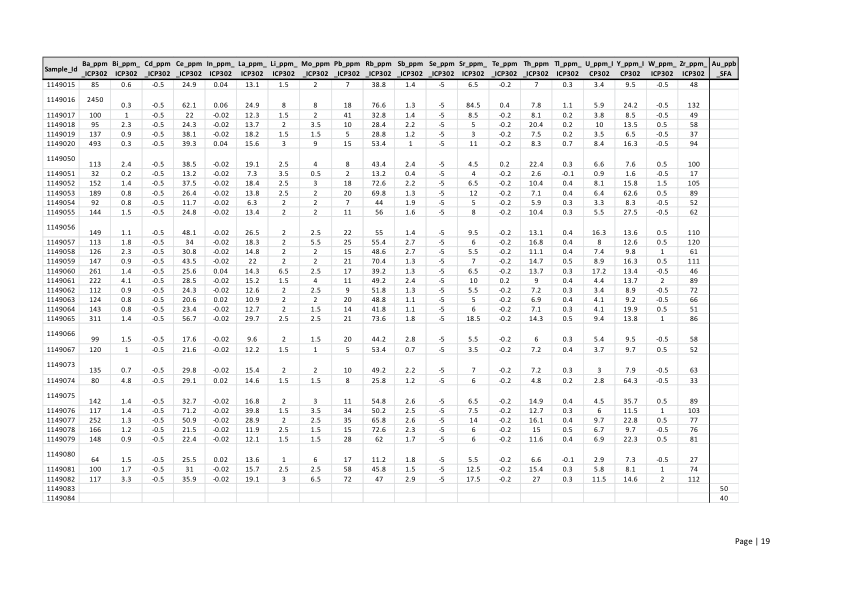 Sample_Id Ba_ppm_ICP302 Bi_ppm_ICP302 Cd_ppm_ICP302 Ce_ppm_ICP302 In_ppm_ICP302 La_ppm_ICP302 Li_ppm_ICP302 Mo_ppm_ICP302 Pb_ppm_ICP302 Rb_ppm_ICP302 Sb_ppm_ICP302 Se_ppm_ICP302 Sr_ppm_ICP302 Te_ppm_ICP302 Th_ppm_ICP302 Tl_ppm_ICP302 U_ppm_ICP302 Y_ppm_ICP302 W_ppm_ICP302 Zr_ppm_ICP302 Au_ppb_SFA
1149015 85 0.6 -0.5 24.9 0.04 13.1 1.5 2 7 38.8 1.4 -5 6.5 -0.2 7 0.3 3.4 9.5 -0.5 48
1149016 2450 0.3 -0.5 62.1 0.06 24.9 8 8 18 76.6 1.3 -5 84.5 0.4 7.8 1.1 5.9 24.2 -0.5 132
1149017 100 1 -0.5 22 -0.02 12.3 1.5 2 41 32.8 1.4 -5 8.5 -0.2 8.1 0.2 3.8 8.5 -0.5 49
1149018 95 2.3 -0.5 24.3 -0.02 13.7 2 3.5 10 28.4 2.2 -5 5 -0.2 20.4 0.2 10 13.5 0.5 58
1149019 137 0.9 -0.5 38.1 -0.02 18.2 1.5 1.5 5 28.8 1.2 -5 3 -0.2 7.5 0.2 3.5 6.5 -0.5 37
1149020 493 0.3 -0.5 39.3 0.04 15.6 3 9 15 53.4 1 -5 11 -0.2 8.3 0.7 8.4 16.3 -0.5 94
1149050 113 2.4 -0.5 38.5 -0.02 19.1 2.5 4 8 43.4 2.4 -5 4.5 0.2 22.4 0.3 6.6 7.6 0.5 100
1149051 32 0.2 -0.5 13.2 -0.02 7.3 3.5 0.5 2 13.2 0.4 -5 4 -0.2 2.6 -0.1 0.9 1.6 -0.5 17
1149052 152 1.4 -0.5 37.5 -0.02 18.4 2.5 3 18 72.6 2.2 -5 6.5 -0.2 10.4 0.4 8.1 15.8 1.5 105
1149053 189 0.8 -0.5 26.4 -0.02 13.8 2.5 2 20 69.8 1.3 -5 12 -0.2 7.1 0.4 6.4 62.6 0.5 89
1149054 92 0.8 -0.5 11.7 -0.02 6.3 2 2 7 44 1.9 -5 5 -0.2 5.9 0.3 3.3 8.3 -0.5 52
1149055 144 1.5 -0.5 24.8 -0.02 13.4 2 2 11 56 1.6 -5 8 -0.2 10.4 0.3 5.5 27.5 -0.5 62
1149056 149 1.1 -0.5 48.1 -0.02 26.5 2 2.5 22 55 1.4 -5 9.5 -0.2 13.1 0.4 16.3 13.6 0.5 110
1149057 113 1.8 -0.5 34 -0.02 18.3 2 5.5 25 55.4 2.7 -5 6 -0.2 16.8 0.4 8 12.6 0.5 120
1149058 126 2.3 -0.5 30.8 -0.02 14.8 2 2 15 48.6 2.7 -5 5.5 -0.2 11.1 0.4 7.4 9.8 1 61
1149059 147 0.9 -0.5 43.5 -0.02 22 2 2 21 70.4 1.3 -5 7 -0.2 14.7 0.5 8.9 16.3 0.5 111
1149060 261 1.4 -0.5 25.6 0.04 14.3 6.5 2.5 17 39.2 1.3 -5 6.5 -0.2 13.7 0.3 17.2 13.4 -0.5 46
1149061 222 4.1 -0.5 28.5 -0.02 15.2 1.5 4 11 49.2 2.4 -5 10 0.2 9 0.4 4.4 13.7 2 89
1149062 112 0.9 -0.5 24.3 -0.02 12.6 2 2.5 9 51.8 1.3 -5 5.5 -0.2 7.2 0.3 3.4 8.9 -0.5 72
1149063 124 0.8 -0.5 20.6 0.02 10.9 2 2 20 48.8 1.1 -5 5 -0.2 6.9 0.4 4.1 9.2 -0.5 66
1149064 143 0.8 -0.5 23.4 -0.02 12.7 2 1.5 14 41.8 1.1 -5 6 -0.2 7.1 0.3 4.1 19.9 0.5 51
1149065 311 1.4 -0.5 56.7 -0.02 29.7 2.5 2.5 21 73.6 1.8 -5 18.5 -0.2 14.3 0.5 9.4 13.8 1 86
1149066 99 1.5 -0.5 17.6 -0.02 9.6 2 1.5 20 44.2 2.8 -5 5.5 -0.2 6 0.3 5.4 9.5 -0.5 58
1149067 120 1 -0.5 21.6 -0.02 12.2 1.5 1 5 53.4 0.7 -5 3.5 -0.2 7.2 0.4 3.7 9.7 0.5 52
1149073 135 0.7 -0.5 29.8 -0.02 15.4 2 2 10 49.2 2.2 -5 7 -0.2 7.2 0.3 3 7.9 -0.5 63
1149074 80 4.8 -0.5 29.1 0.02 14.6 1.5 1.5 8 25.8 1.2 -5 6 -0.2 4.8 0.2 2.8 64.3 -0.5 33
1149075 142 1.4 -0.5 32.7 -0.02 16.8 2 3 11 54.8 2.6 -5 6.5 -0.2 14.9 0.4 4.5 35.7 0.5 89
1149076 117 1.4 -0.5 71.2 -0.02 39.8 1.5 3.5 34 50.2 2.5 -5 7.5 -0.2 12.7 0.3 6 11.5 1 103
1149077 252 1.3 -0.5 50.9 -0.02 28.9 2 2.5 35 65.8 2.6 -5 14 -0.2 16.1 0.4 9.7 22.8 0.5 77
1149078 166 1.2 -0.5 21.5 -0.02 11.9 2.5 1.5 15 72.6 2.3 -5 6 -0.2 15 0.5 6.7 9.7 -0.5 76
1149079 148 0.9 -0.5 22.4 -0.02 12.1 1.5 1.5 28 62 1.7 -5 6 -0.2 11.6 0.4 6.9 22.3 0.5 81
1149080 64 1.5 -0.5 25.5 0.02 13.6 1 6 17 11.2 1.8 -5 5.5 -0.2 6.6 -0.1 2.9 7.3 -0.5 27
1149081 100 1.7 -0.5 31 -0.02 15.7 2.5 2.5 58 45.8 1.5 -5 12.5 -0.2 15.4 0.3 5.8 8.1 1 74
1149082 117 3.3 -0.5 35.9 -0.02 19.1 3 6.5 72 47 2.9 -5 17.5 -0.2 27 0.3 11.5 14.6 2 112
1149083 50
1149084 40
Page | 19